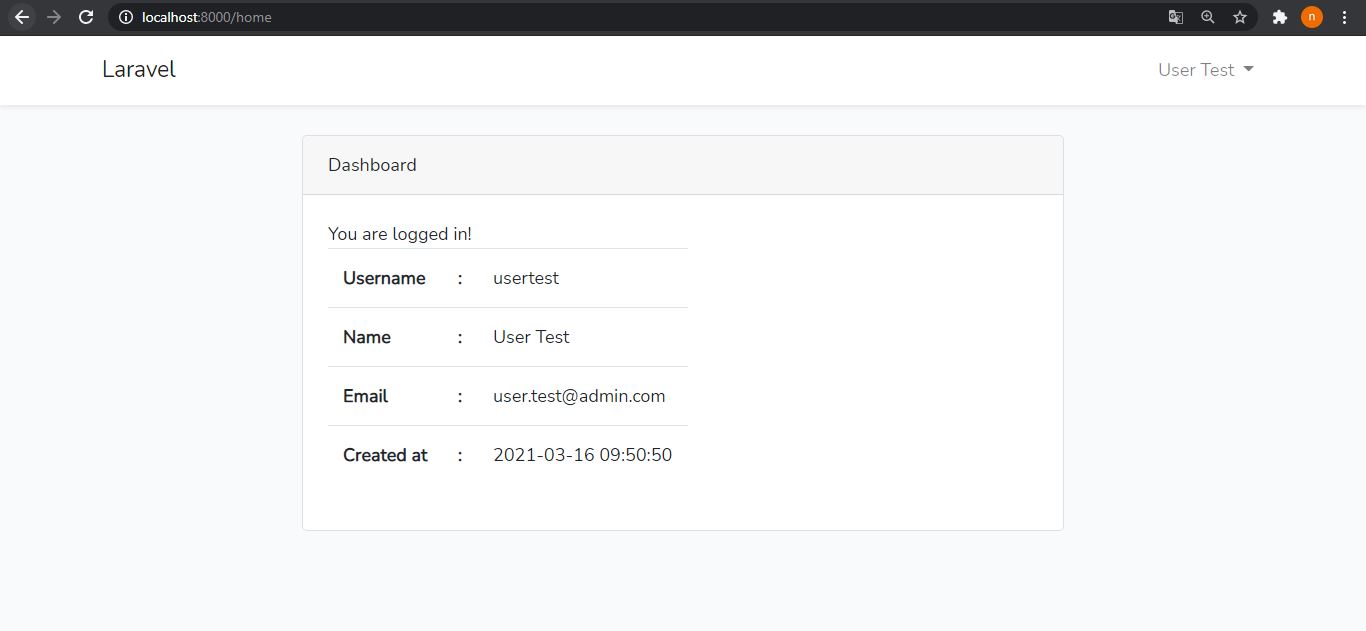 localhost:8000/home
n
Laravel
User Test
Dashboard
You are logged in!
Username : usertest
Name : User Test
Email : user.test@admin.com
Created at : 2021-03-16 09:50:50